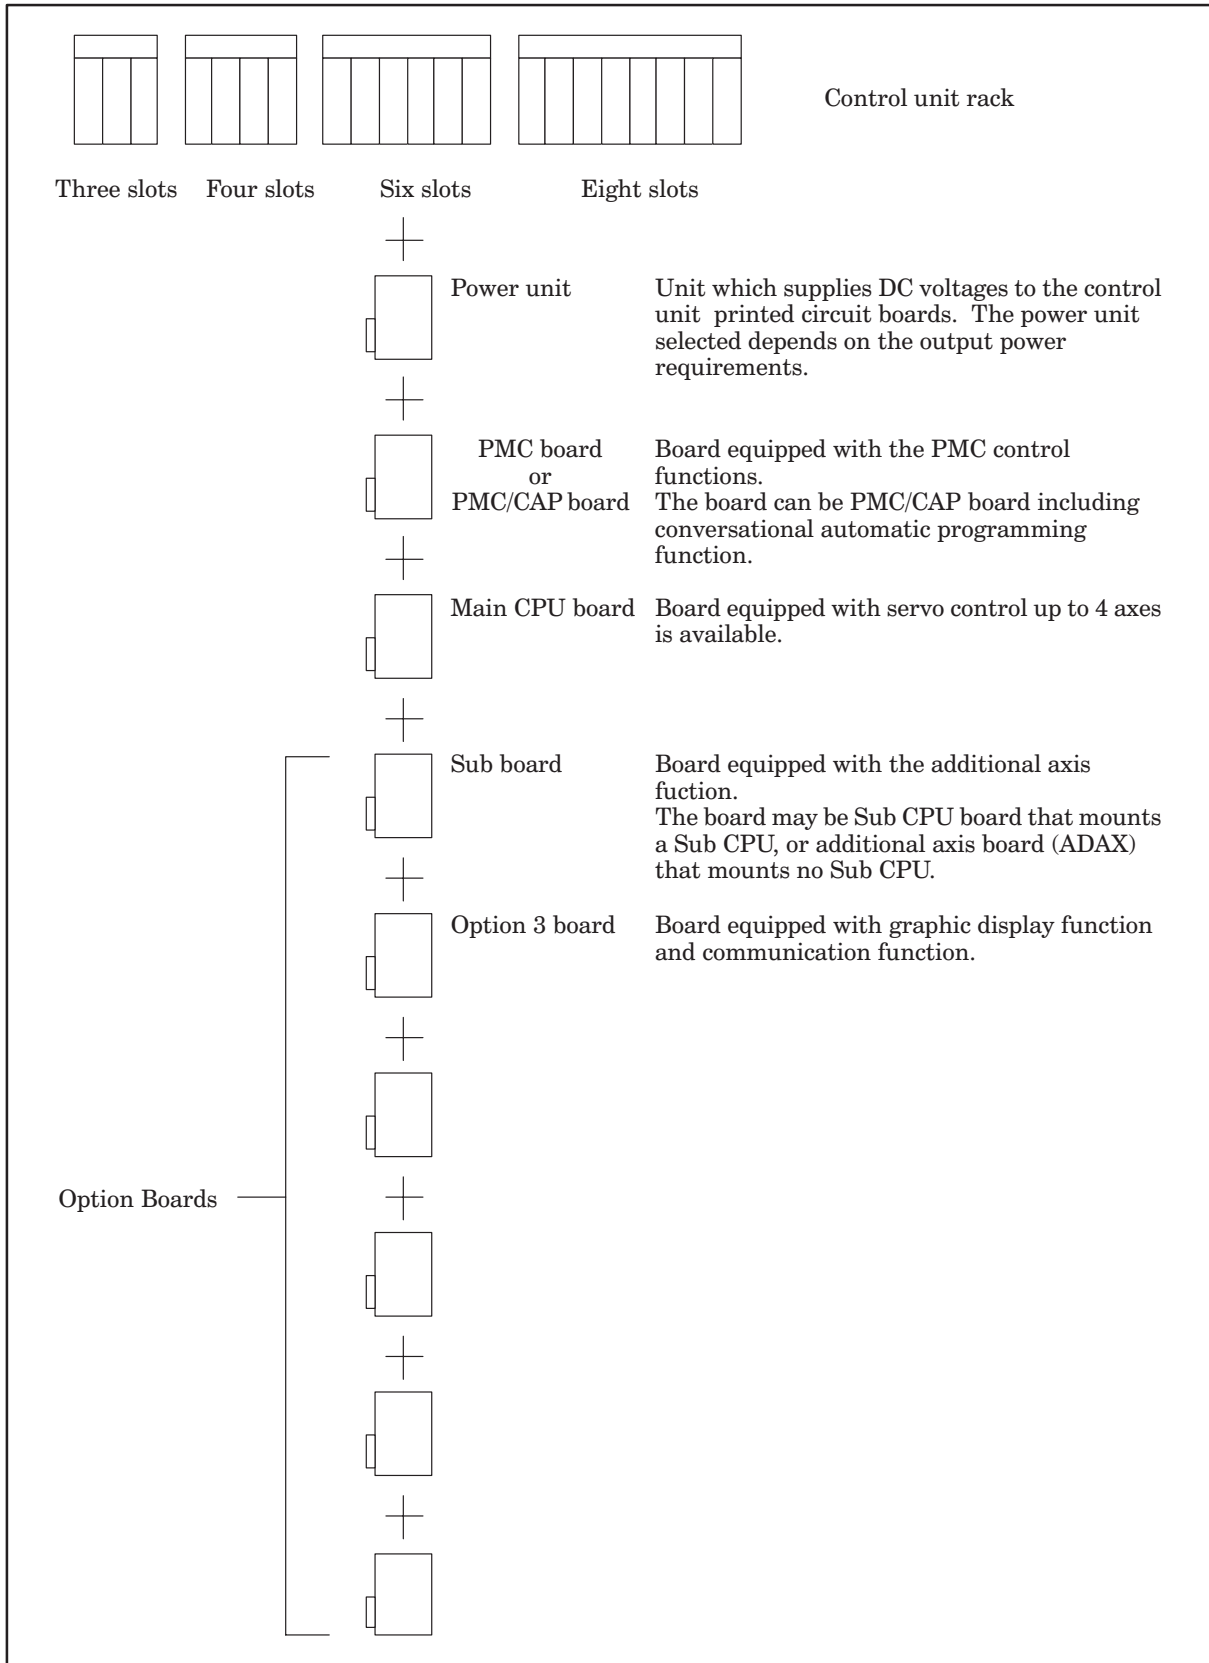 Control unit rack
Three slots
Four slots
Six slots
Eight slots
Power unit
Unit which supplies DC voltages to the control
unit printed circuit boards. The power unit
selected depends on the output power
requirements.
PMC board
or
PMC/CAP board
Board equipped with the PMC control
functions.
The board can be PMC/CAP board including
conversational automatic programming
function.
Main CPU board
Board equipped with servo control up to 4 axes
is available.
Sub board
Board equipped with the additional axis
fuction.
The board may be Sub CPU board that mounts
a Sub CPU, or additional axis board (ADAX)
that mounts no Sub CPU.
Option 3 board
Board equipped with graphic display function
and communication function.
Option Boards